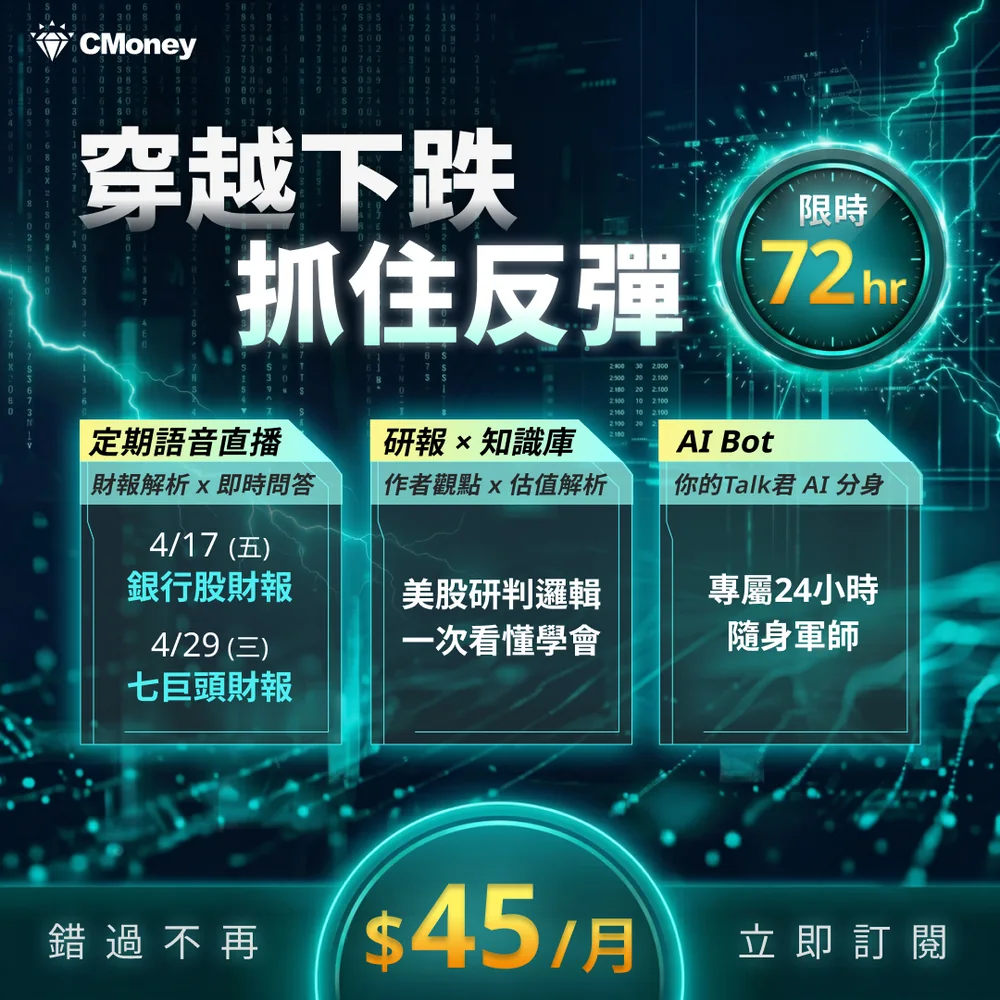 CMoney
穿越下跌
抓住反彈
限時
72hr
定期語音直播
財報解析 x 即時問答
4/17 (五)
銀行股財報
4/29 (三)
七巨頭財報
研報 × 知識庫
作者觀點 x 估值解析
美股研判邏輯
一次看懂學會
AI Bot
你的Talk君 AI 分身
專屬24小時
隨身軍師
錯過不再
$45/月
立即訂閱